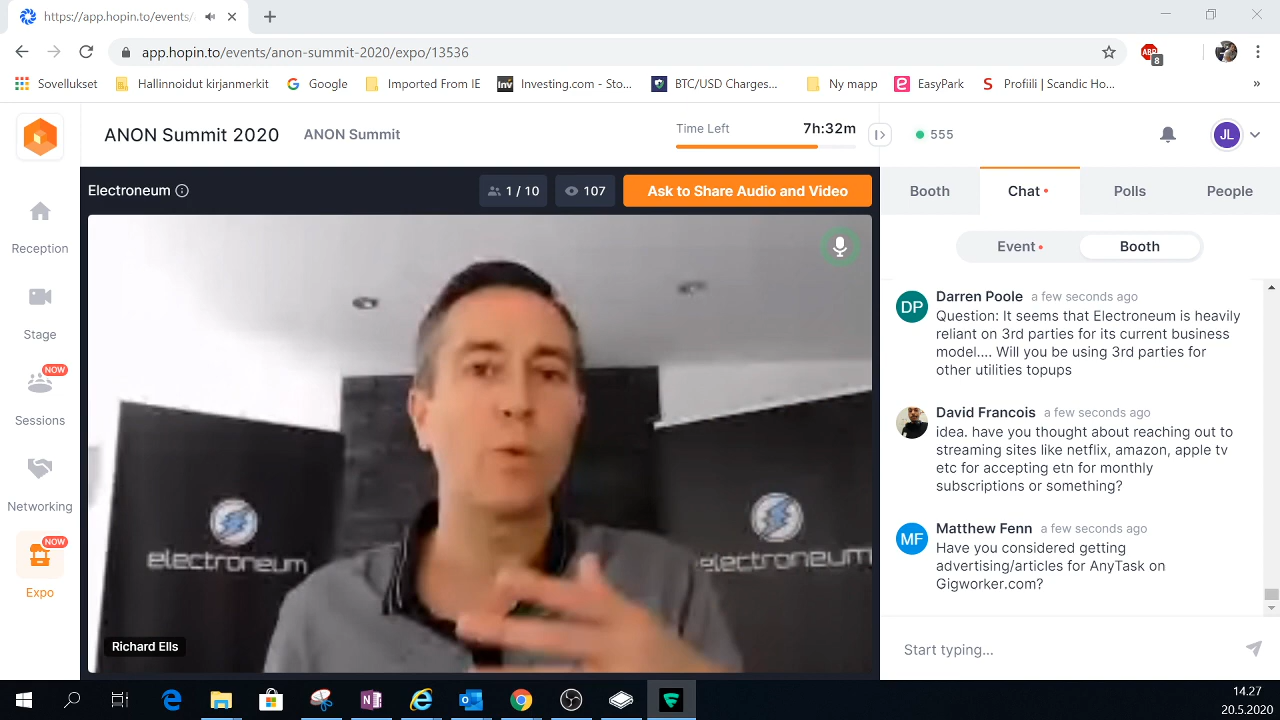 https://app.hopin.to/events/
app.hopin.to/events/anon-summit-2020/expo/13536
ABP
8
Sovellukset
Hallinnoidut kirjanmerkit
Google
Imported From IE
Inv
Investing.com - Sto...
BTC/USD Charges...
Ny mapp
EasyPark
S
Profiili | Scandic Ho...
»
ANON Summit 2020
ANON Summit
Time Left
7h:32m
555
JL
Electroneum
1 / 10
107
Ask to Share Audio and Video
Booth
Chat
Polls
People
Event
Booth
Reception
Stage
NOW
Sessions
Networking
NOW
Expo
electroneum
electroneum
Richard Ells
DP
Darren Poole a few seconds ago
Question: It seems that Electroneum is heavily
reliant on 3rd parties for its current business
model.... Will you be using 3rd parties for
other utilities topups
David Francois a few seconds ago
idea. have you thought about reaching out to
streaming sites like netflix, amazon, apple tv
etc for accepting etn for monthly
subscriptions or something?
MF
Matthew Fenn a few seconds ago
Have you considered getting
advertising/articles for AnyTask on
Gigworker.com?
Start typing...
14.27
20.5.2020